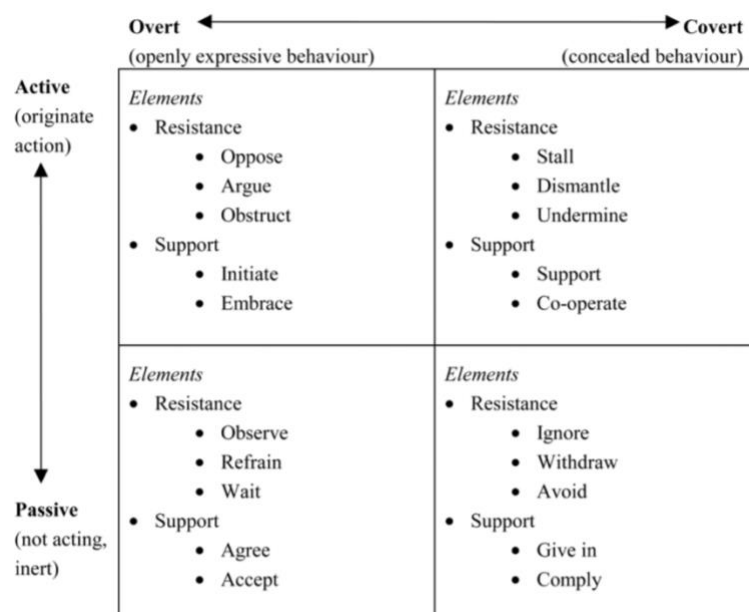 Overt Covert
(openly expressive behaviour) (concealed behaviour)
Active
(originate
action)
Elements
• Resistance
• Oppose
• Argue
• Obstruct
• Support
• Initiate
• Embrace
Elements
• Resistance
• Stall
• Dismantle
• Undermine
• Support
• Support
• Co-operate
Passive
(not acting,
inert)
Elements
• Resistance
• Observe
• Refrain
• Wait
• Support
• Agree
• Accept
Elements
• Resistance
• Ignore
• Withdraw
• Avoid
• Support
• Give in
• Comply